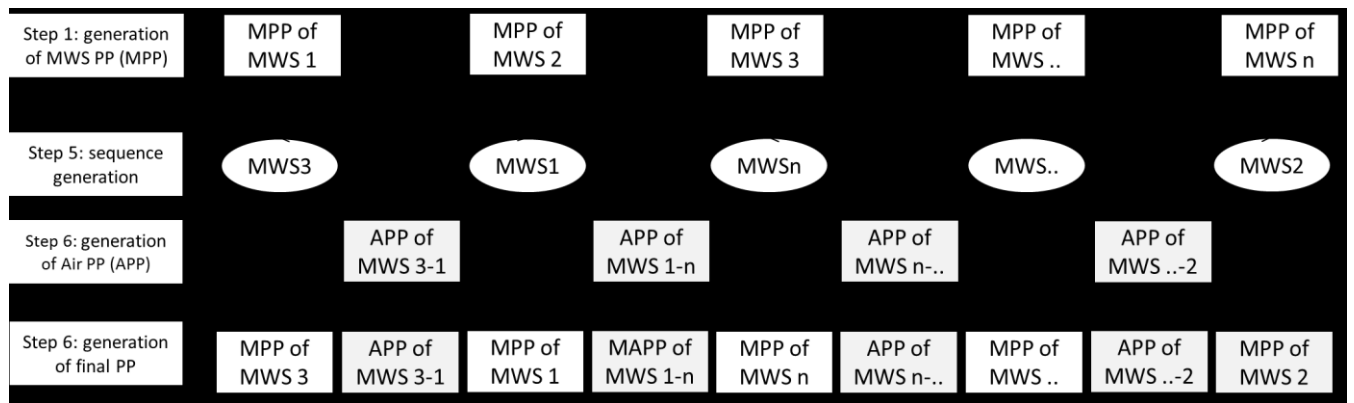 Step 1: generation
of MWS PP (MPP)
MPP of
MWS 1
MPP of
MWS 2
MPP of
MWS 3
MPP of
MWS ..
MPP of
MWS n
Step 5: sequence
generation
MWS3
MWS1
MWSn
MWS..
MWS2
Step 6: generation
of Air PP (APP)
APP of
MWS 3-1
APP of
MWS 1-n
APP of
MWS n-..
APP of
MWS ..-2
Step 6: generation
of final PP
MPP of
MWS 3
APP of
MWS 3-1
MPP of
MWS 1
MAPP of
MWS 1-n
MPP of
MWS n
APP of
MWS n-..
MPP of
MWS ..
APP of
MWS ..-2
MPP of
MWS 2